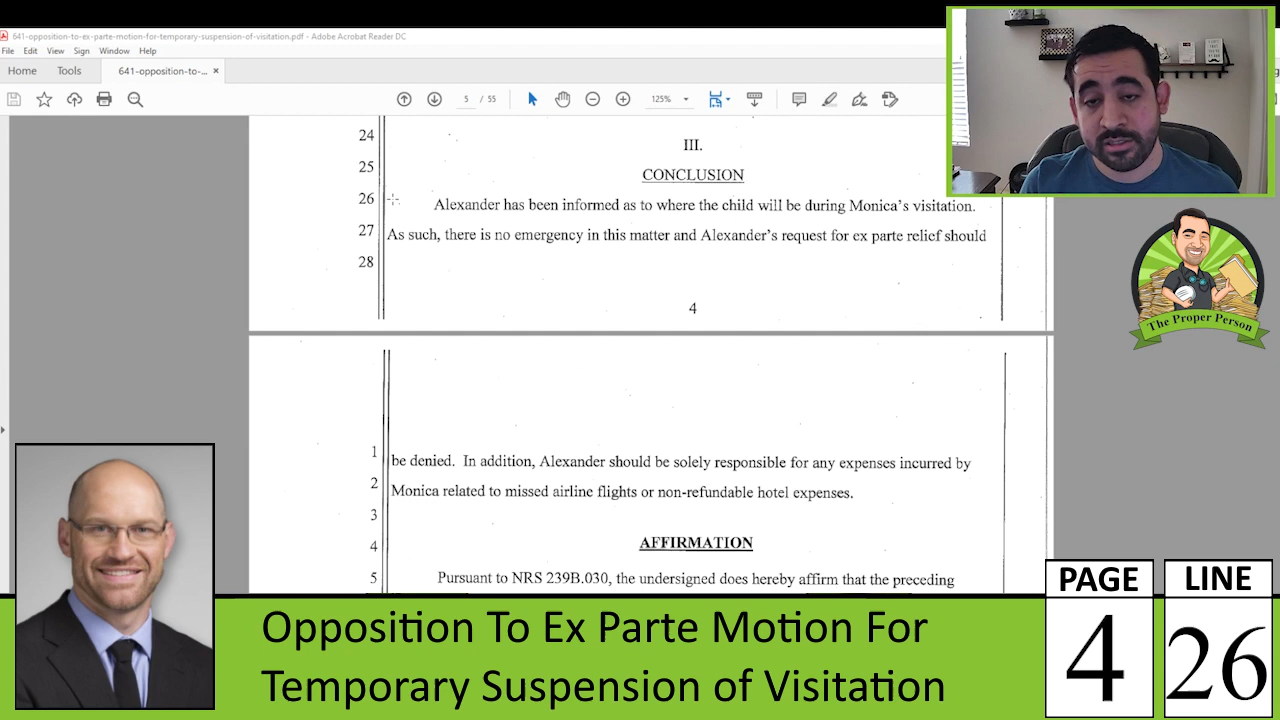 641-opposition-to-ex-parte-motion-for-temporary-suspension-of-visitation.pdf - Adobe Acrobat Reader DC
File Edit View Sign Window Help
Home Tools 641-opposition-to-... ×
5 / 55 125%
24
III.
25
CONCLUSION
26 Alexander has been informed as to where the child will be during Monica's visitation.
27 As such, there is no emergency in this matter and Alexander's request for ex parte relief should
28
4
The Proper Person
1 be denied. In addition, Alexander should be solely responsible for any expenses incurred by
2 Monica related to missed airline flights or non-refundable hotel expenses.
3
4 AFFIRMATION
5 Pursuant to NRS 239B.030, the undersigned does hereby affirm that the preceding
PAGE LINE
4 26
Opposition To Ex Parte Motion For
Temporary Suspension of Visitation